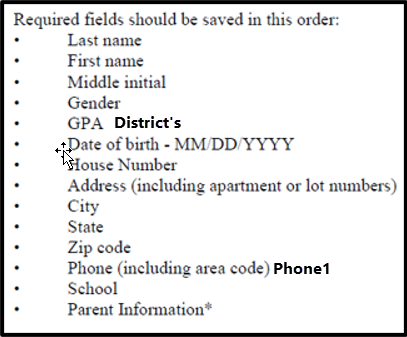 Required fields should be saved in this order:
• Last name
• First name
• Middle initial
• Gender
• GPA District's
• Date of birth - MM/DD/YYYY
• House Number
• Address (including apartment or lot numbers)
• City
• State
• Zip code
• Phone (including area code) Phone1
• School
• Parent Information*